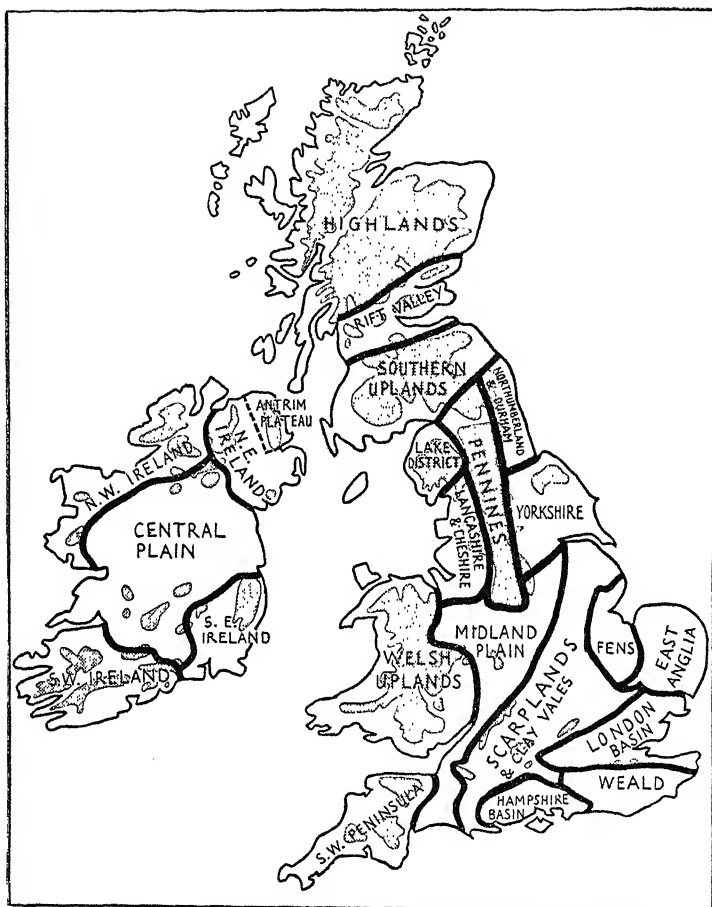 HIGHLANDS
RIFT VALLEY
SOUTHERN
UPLANDS
NORTHUMBERLAND
& DURHAM
ANTRIM
PLATEAU
N.E.
IRELAND
N.W. IRELAND
LAKE
DISTRICT
PENNINES
LANCASHIRE
& CHESHIRE
YORKSHIRE
CENTRAL
PLAIN
S. E.
IRELAND
S.W. IRELAND
WELSH
UPLANDS
MIDLAND
PLAIN
FENS
EAST
ANGLIA
SCARPLANDS
& CLAY VALES
LONDON
BASIN
WEALD
HAMPSHIRE
BASIN
S.W. PENINSULA